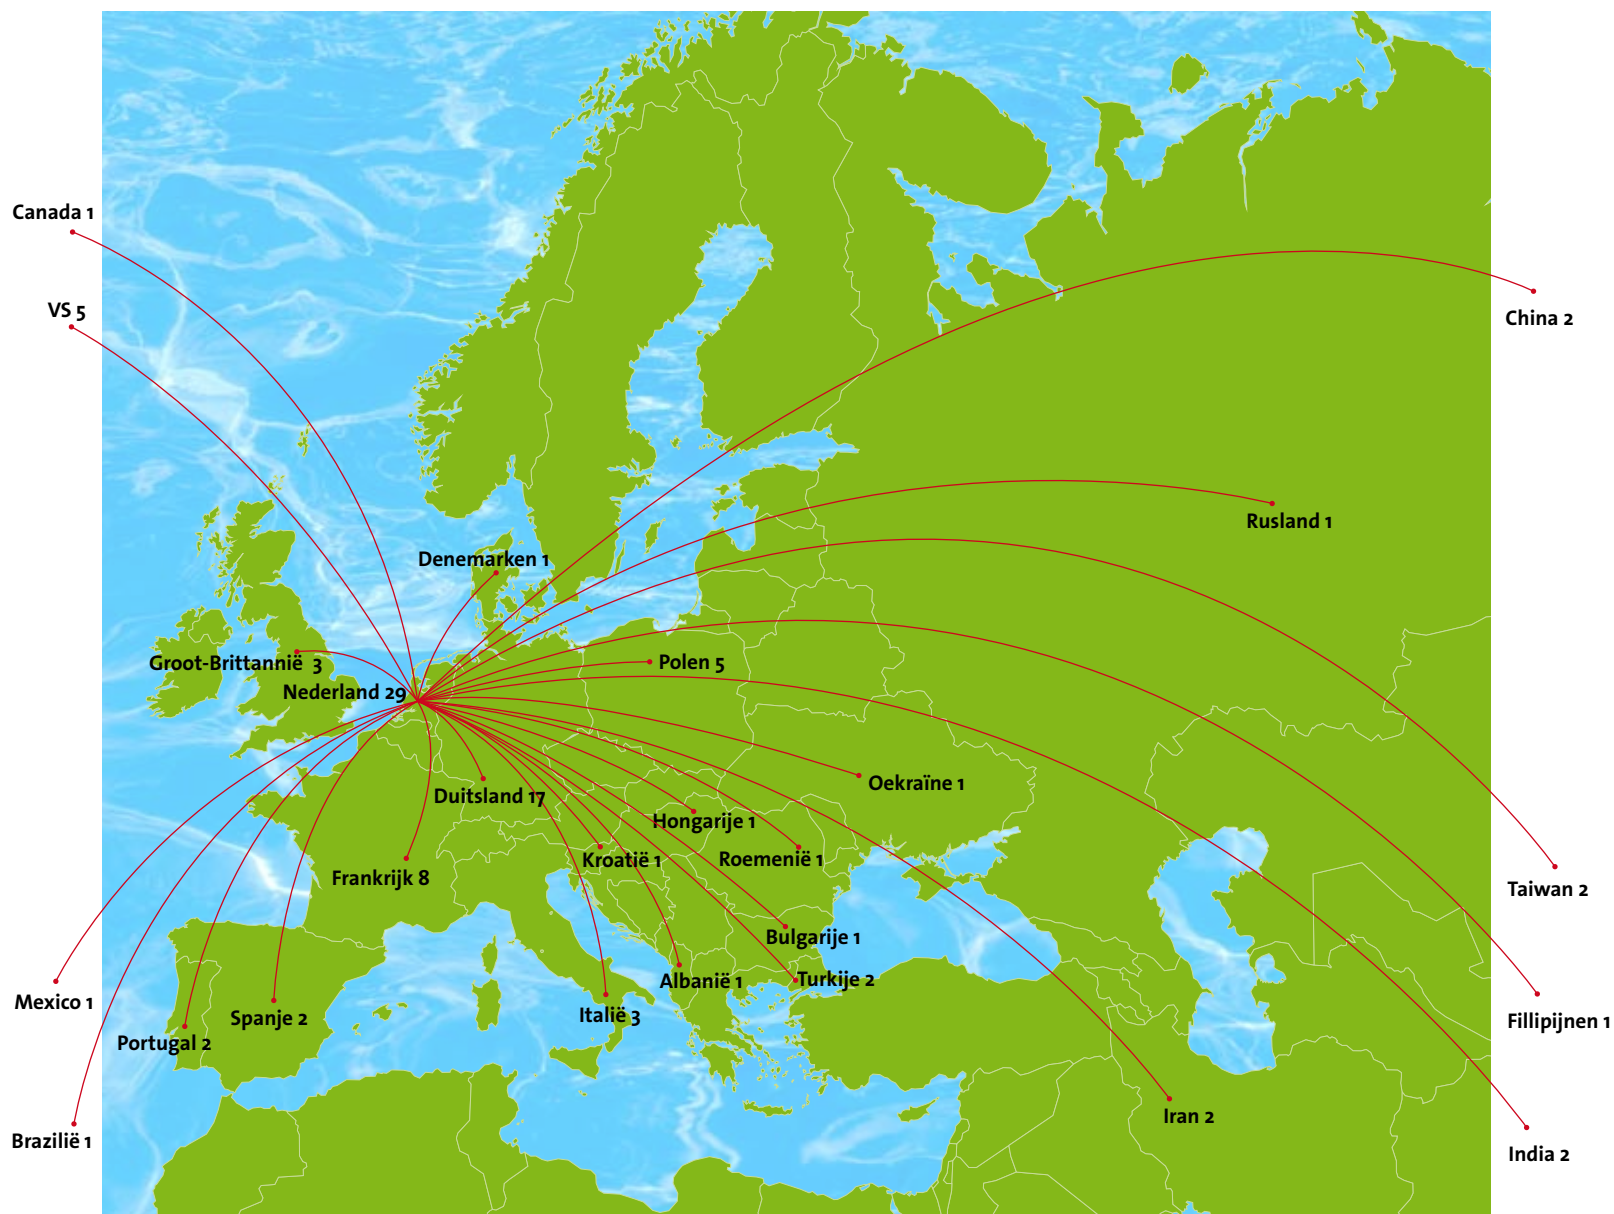 Canada 1
VS 5
China 2
Rusland 1
Denemarken 1
Groot-Brittannië 3
Polen 5
Nederland 29
Oekraïne 1
Duitsland 17
Hongarije 1
Kroatië 1
Roemenië 1
Frankrijk 8
Taiwan 2
Bulgarije 1
Albanië 1
Turkije 2
Mexico 1
Spanje 2
Italië 3
Fillipijnen 1
Portugal 2
Iran 2
Brazilië 1
India 2